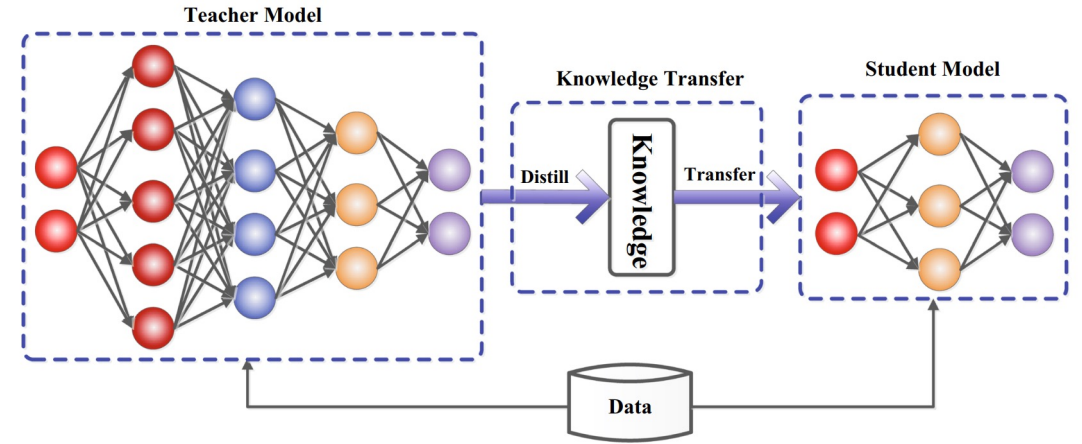 Teacher Model
Knowledge Transfer
Student Model
Distill
Knowledge
Transfer
Data